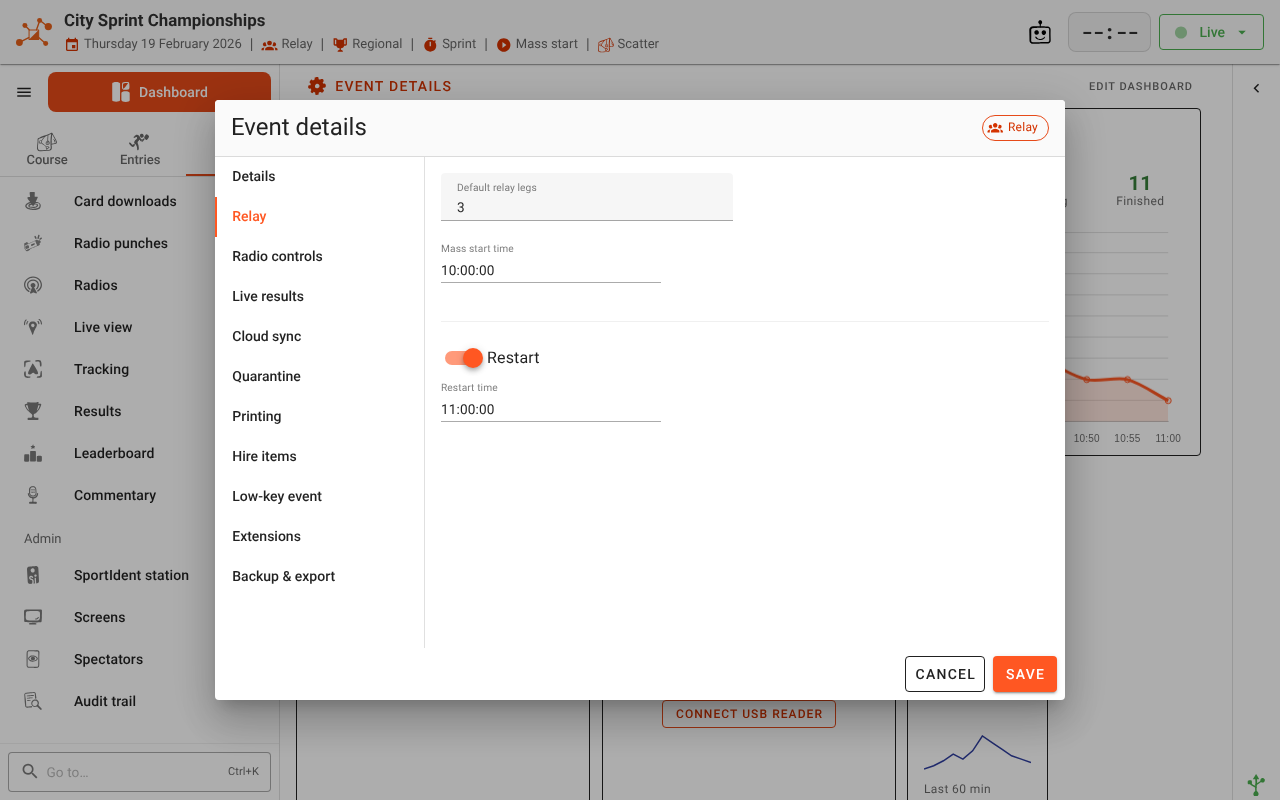 City Sprint Championships
Thursday 19 February 2026 | Relay | Regional | Sprint | Mass start | Scatter
--:--
Live
Dashboard
EVENT DETAILS
EDIT DASHBOARD
Course
Entries
Card downloads
Radio punches
Radios
Live view
Tracking
Results
Leaderboard
Commentary
Admin
SportIdent station
Screens
Spectators
Audit trail
Go to...
Ctrl+K
Event details
Relay
Details
Relay
Radio controls
Live results
Cloud sync
Quarantine
Printing
Hire items
Low-key event
Extensions
Backup & export
Default relay legs
3
Mass start time
10:00:00
Restart
Restart time
11:00:00
CANCEL
SAVE
11
Finished
10:50 10:55 11:00
CONNECT USB READER
Last 60 min